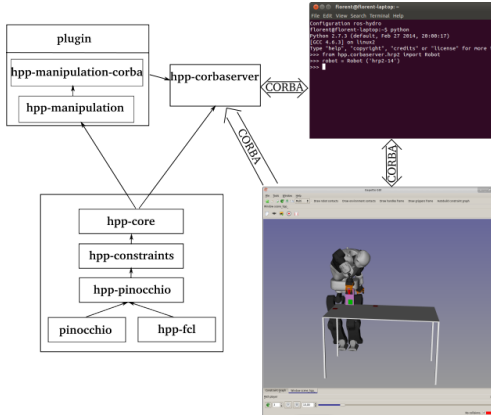 plugin
hpp-manipulation-corba
hpp-manipulation
hpp-corbaserver
CORBA
florent@florent-laptop: ~
File Edit View Search Terminal Help
Configuration ros-hydro
florent@florent-laptop:~$ python
Python 2.7.3 (default, Feb 27 2014, 20:00:17)
[GCC 4.6.3] on linux2
Type "help", "copyright", "credits" or "license" for more
>>> from hpp.corbaserver.hrp2 import Robot
>>> robot = Robot ('hrp2-14')
>>>
CORBA
CORBA
hpp-core
hpp-constraints
hpp-pinocchio
pinocchio
hpp-fcl